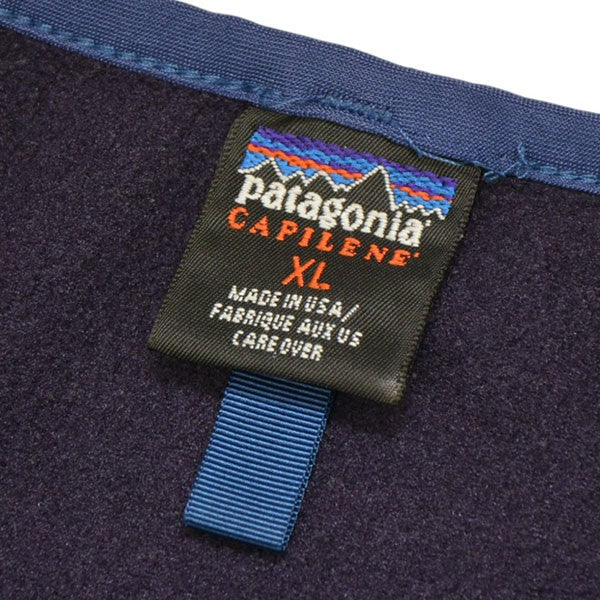 patagonia®
CAPILENE®
XL
MADE IN USA/
FABRIQUE AUX US
CARE OVER